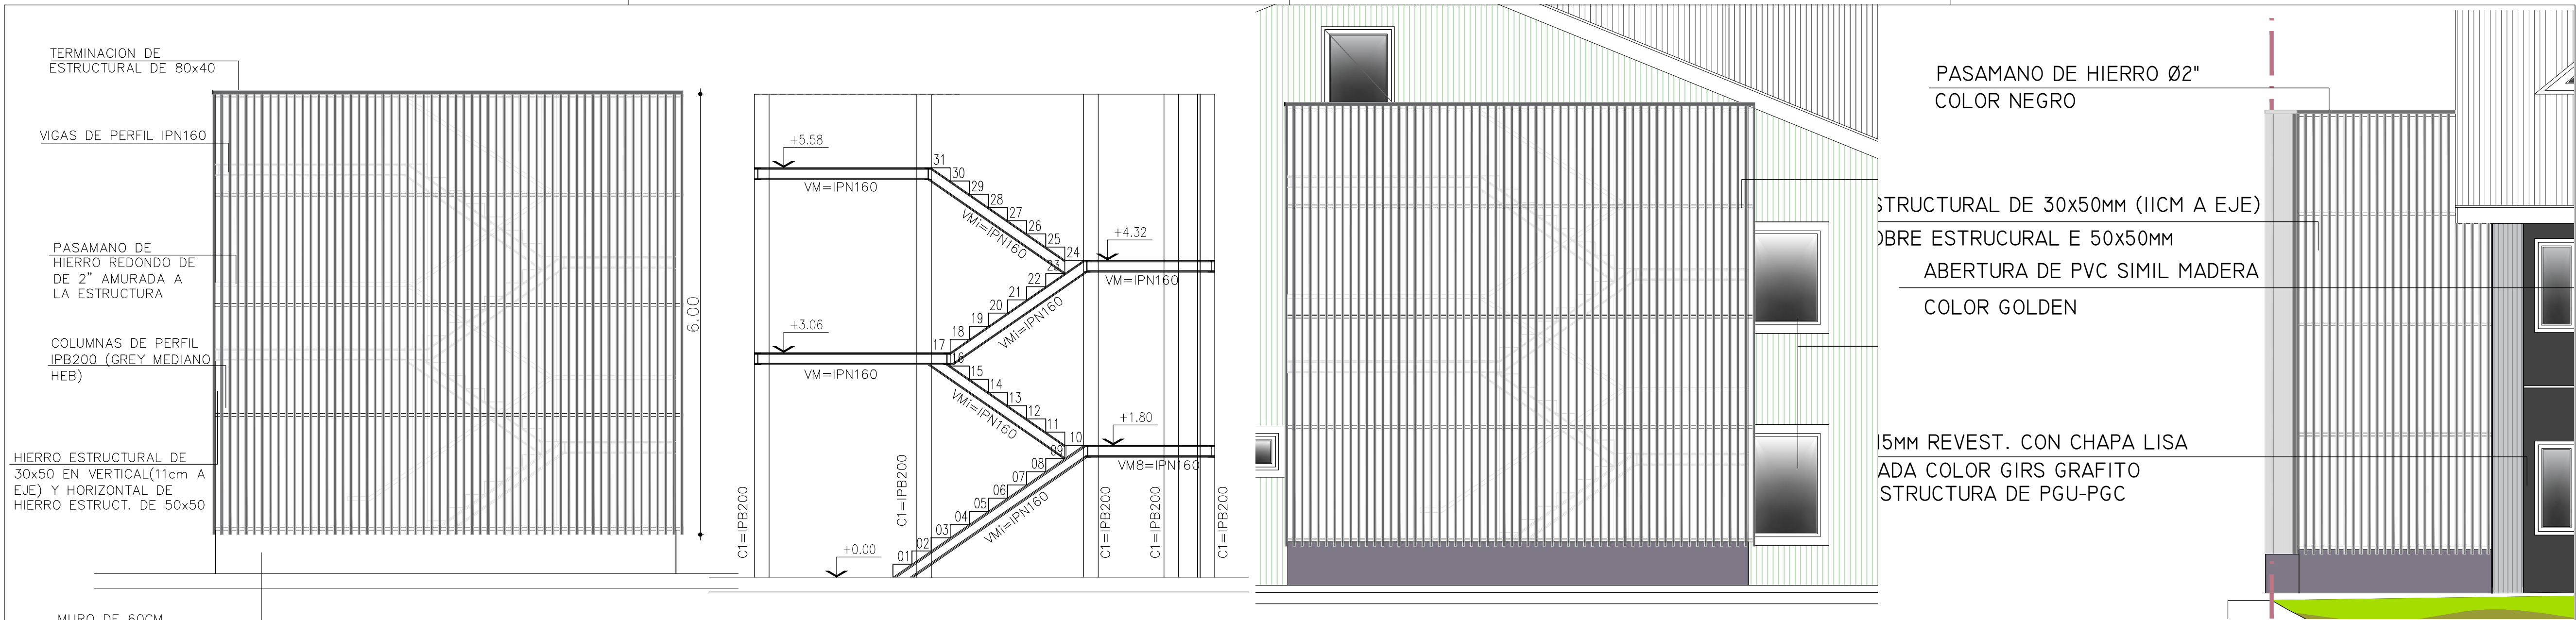 TERMINACION DE
ESTRUCTURAL DE 80x40
VIGAS DE PERFIL IPN160
PASAMANO DE
HIERRO REDONDO DE
DE 2" AMURADA A
LA ESTRUCTURA
COLUMNAS DE PERFIL
IPB200 (GREY MEDIANO
HEB)
HIERRO ESTRUCTURAL DE
30x50 EN VERTICAL(11cm A
EJE) Y HORIZONTAL DE
HIERRO ESTRUCT. DE 50x50
MURO DE 60CM
6.00
+5.58
VM=IPN160
31
30
29
28
27
26
25
24
VMi=IPN160
+4.32
VM=IPN160
23
22
21
20
19
18
17
VMi=IPN160
+3.06
VM=IPN160
16
15
14
13
12
11
10
VMi=IPN160
+1.80
VM8=IPN160
09
08
07
06
05
04
03
02
01
VMi=IPN160
+0.00
C1=IPB200
C1=IPB200
C1=IPB200
C1=IPB200
C1=IPB200
PASAMANO DE HIERRO Ø2"
COLOR NEGRO
STRUCTURAL DE 30x50MM (11CM A EJE)
OBRE ESTRUCURAL E 50X50MM
ABERTURA DE PVC SIMIL MADERA
COLOR GOLDEN
15MM REVEST. CON CHAPA LISA
ADA COLOR GIRS GRAFITO
STRUCTURA DE PGU-PGC